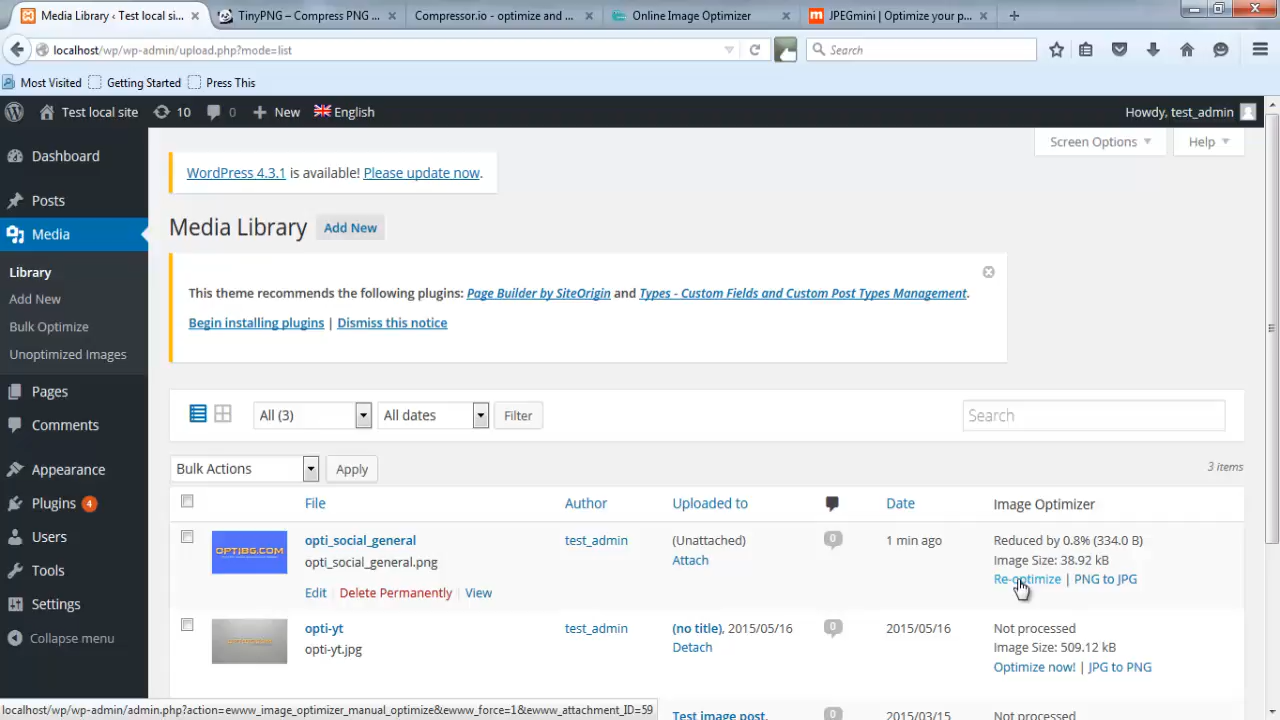 Media Library ‹ Test local si...
TinyPNG – Compress PNG ...
Compressor.io - optimize and ...
Online Image Optimizer
JPEGmini | Optimize your p...
localhost/wp/wp-admin/upload.php?mode=list
Search
Most Visited
Getting Started
Press This
Test local site
10
0
New
English
Howdy, test_admin
Screen Options
Help
Dashboard
Posts
Media
Library
Add New
Bulk Optimize
Unoptimized Images
Pages
Comments
Appearance
Plugins 4
Users
Tools
Settings
Collapse menu
WordPress 4.3.1 is available! Please update now.
Media Library Add New
This theme recommends the following plugins: Page Builder by SiteOrigin and Types - Custom Fields and Custom Post Types Management.
Begin installing plugins | Dismiss this notice
All (3)
All dates
Filter
Search
Bulk Actions
Apply
3 items
File
Author
Uploaded to
Date
Image Optimizer
OPTIBG.COM
opti_social_general
opti_social_general.png
Edit
Delete Permanently
View
test_admin
(Unattached)
Attach
0
1 min ago
Reduced by 0.8% (334.0 B)
Image Size: 38.92 kB
Re-optimize | PNG to JPG
opti-yt
opti-yt.jpg
test_admin
(no title), 2015/05/16
Detach
0
2015/05/16
Not processed
Image Size: 509.12 kB
Optimize now! | JPG to PNG
Test image post,
0
2015/03/15
Not processed
localhost/wp/wp-admin/admin.php?action=ewww_image_optimizer_manual_optimize&ewww_force=1&ewww_attachment_ID=59